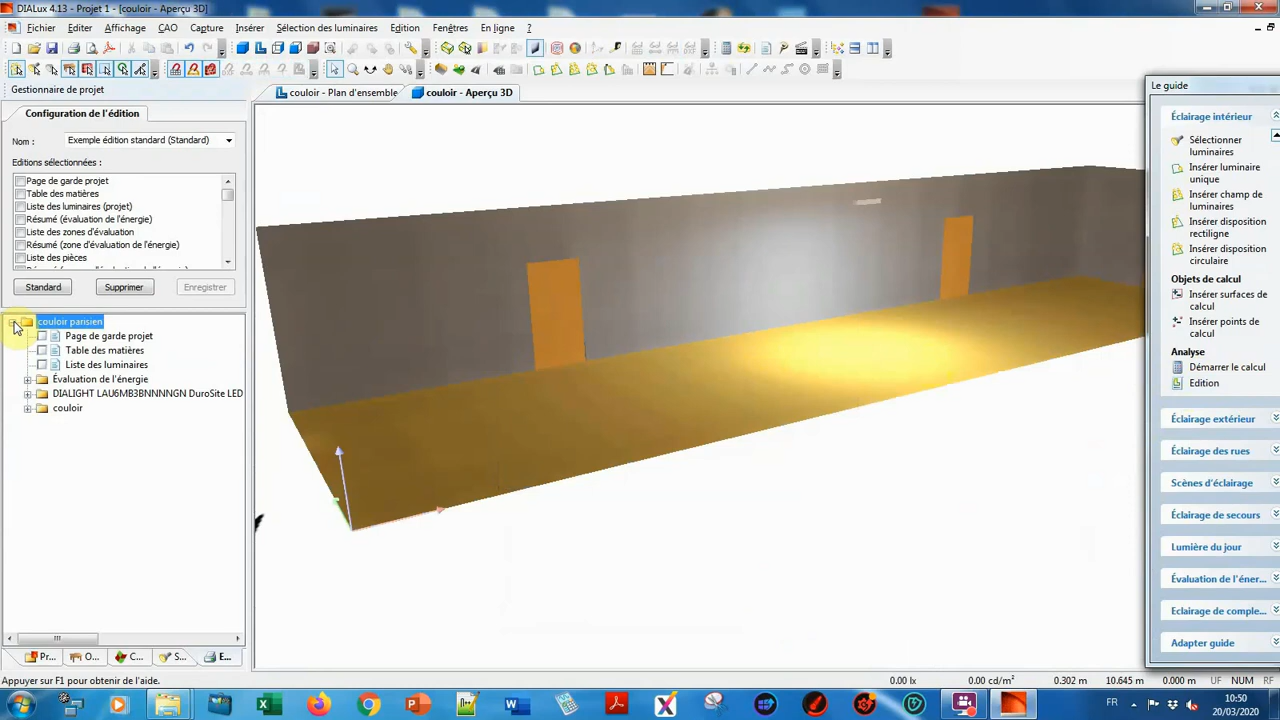 DIALux 4.13 - Projet 1 - [couloir - Aperçu 3D]
Fichier Editer Affichage CAO Capture Insérer Sélection des luminaires Edition Fenêtres En ligne ?
Gestionnaire de projet
couloir - Plan d'ensemble couloir - Aperçu 3D
Configuration de l'édition
Nom : Exemple édition standard (Standard)
Editions sélectionnées :
Page de garde projet
Table des matières
Liste des luminaires (projet)
Résumé (évaluation de l'énergie)
Liste des zones d'évaluation
Résumé (zone d'évaluation de l'énergie)
Liste des pièces
Standard Supprimer Enregistrer
couloir parisien
Page de garde projet
Table des matières
Liste des luminaires
Évaluation de l'énergie
DIALIGHT LAU6MB3BNNNNGN DuroSite LED
couloir
Pr... O... C... S... E...
Le guide
Éclairage intérieur
Sélectionner
luminaires
Insérer luminaire
unique
Insérer champ de
luminaires
Insérer disposition
rectiligne
Insérer disposition
circulaire
Objets de calcul
Insérer surfaces de
calcul
Insérer points de
calcul
Analyse
Démarrer le calcul
Edition
Éclairage extérieur
Éclairage des rues
Scènes d'éclairage
Éclairage de secours
Lumière du jour
Évaluation de l'éner...
Eclairage de comple...
Adapter guide
Appuyer sur F1 pour obtenir de l'aide. 0.00 lx 0.00 cd/m² 0.302 m 10.645 m 0.000 m UF NUM RF
FR 10:50
20/03/2020